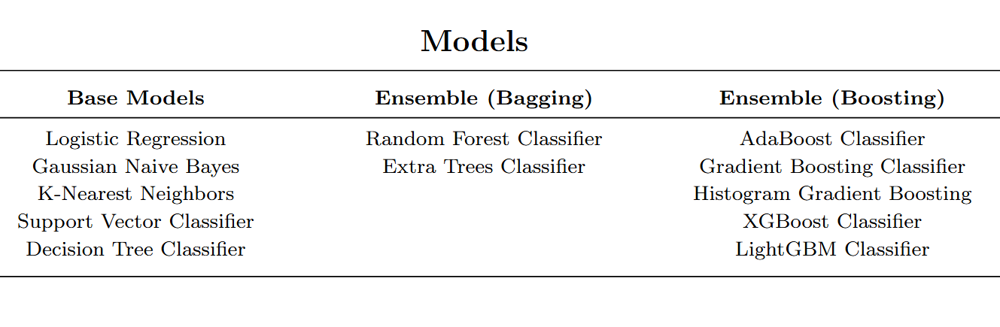 Models
Base Models Ensemble (Bagging) Ensemble (Boosting)
Logistic Regression Random Forest Classifier AdaBoost Classifier
Gaussian Naive Bayes Extra Trees Classifier Gradient Boosting Classifier
K-Nearest Neighbors Histogram Gradient Boosting
Support Vector Classifier XGBoost Classifier
Decision Tree Classifier LightGBM Classifier